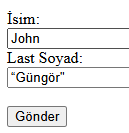 İsim:
John
Last Soyad:
“Güngör”
Gönder